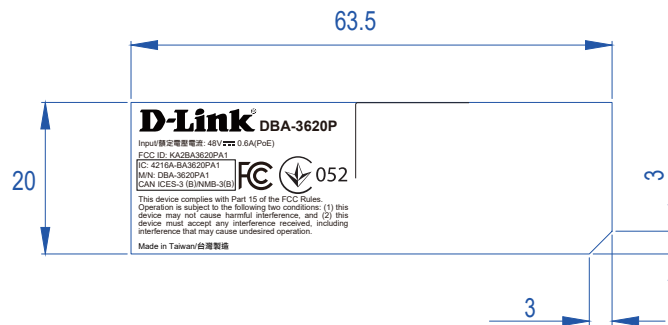 63.5
D-Link® DBA-3620P
Input/額定電壓電流: 48V⎓ 0.6A(PoE)
FCC ID: KA2BA3620PA1
IC: 4216A-BA3620PA1
M/N: DBA-3620PA1
CAN ICES-3 (B)/NMB-3(B)
FC 052
This device complies with Part 15 of the FCC Rules.
Operation is subject to the following two conditions: (1) this
device may not cause harmful interference, and (2) this
device must accept any interference received, including
interference that may cause undesired operation.
Made in Taiwan/台灣製造
20
3
3